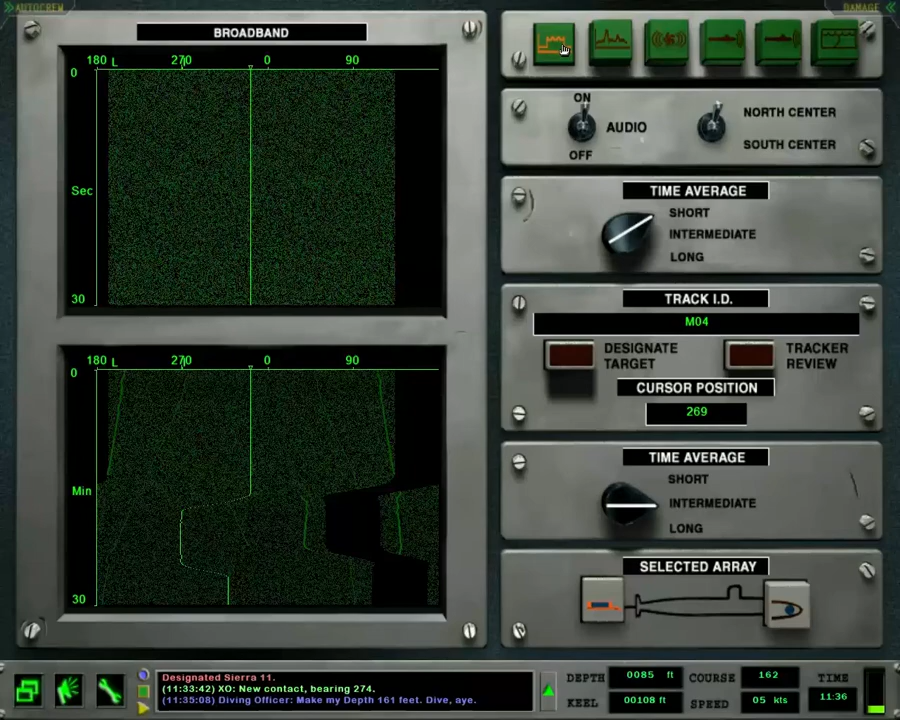 AUTOCREW
DAMAGE
BROADBAND
180 L 270 0 90
0
Sec
30
180 L 270 0 90
0
Min
30
ON
AUDIO
OFF
NORTH CENTER
SOUTH CENTER
TIME AVERAGE
SHORT
INTERMEDIATE
LONG
TRACK I.D.
M04
DESIGNATE TARGET
TRACKER REVIEW
CURSOR POSITION
269
TIME AVERAGE
SHORT
INTERMEDIATE
LONG
SELECTED ARRAY
Designated Sierra 11.
(11:33:42) XO: New contact, bearing 274.
(11:35:08) Diving Officer: Make my Depth 161 feet. Dive, aye.
DEPTH 0085 ft COURSE 162 TIME
KEEL 00108 ft SPEED 05 kts 11:36